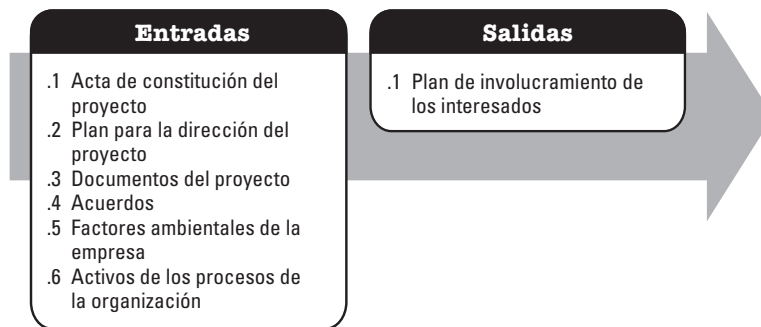 Entradas
.1 Acta de constitución del
proyecto
.2 Plan para la dirección del
proyecto
.3 Documentos del proyecto
.4 Acuerdos
.5 Factores ambientales de la
empresa
.6 Activos de los procesos de
la organización
Salidas
.1 Plan de involucramiento de
los interesados